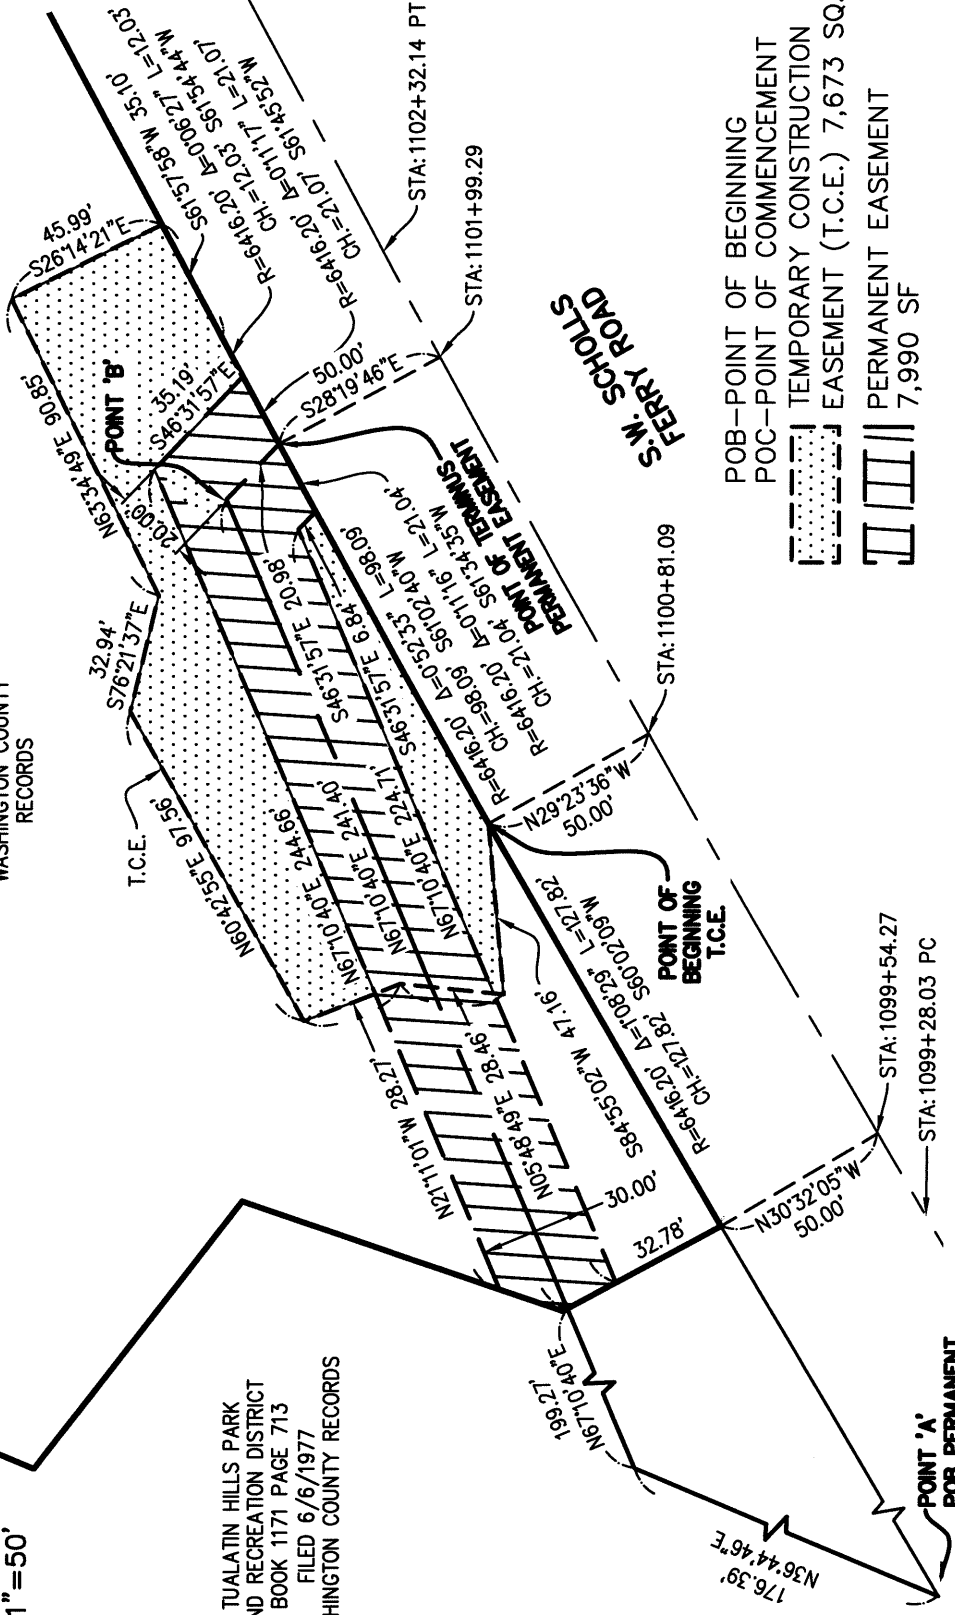 1"=50'
WASHINGTON COUNTY
RECORDS
T.C.E.
N60°42'55"E 97.56'
32.94'
S76°21'37"E
N63°34'49"E 90.85'
POINT 'B'
20.00'
45.99'
S26°14'21"E
35.19'
S46°31'57"E
S61°57'58"W 35.10'
R=6416.20' Δ=0°06'27" L=12.03'
CH.=12.03' S61°54'44"W
R=6416.20' Δ=0°11'17" L=21.07'
CH.=21.07' S61°45'52"W
STA:1102+32.14 PT
50.00'
S28°19'46"E
STA:1101+99.29
S.W. SCHOLLS
FERRY ROAD
POINT OF TERMINUS
PERMANENT EASEMENT
N67°10'40"E 244.66'
N67°10'40"E 241.40'
S46°31'57"E 20.98'
N67°10'40"E 224.71'
S46°31'57"E 6.84'
R=6416.20' Δ=0°52'33" L=98.09'
CH.=98.09' S61°02'40"W
R=6416.20' Δ=0°11'16" L=21.04'
CH.=21.04' S61°34'35"W
STA:1100+81.09
N29°23'36"W
50.00'
POINT OF
BEGINNING
T.C.E.
N21°11'01"W 28.27'
N05°48'49"E 28.46'
S84°55'02"W 47.16'
R=6416.20' Δ=1°08'29" L=127.82'
CH.=127.82' S60°02'09"W
30.00'
32.78'
N30°32'05"W
50.00'
STA:1099+54.27
STA:1099+28.03 PC
199.27'
N67°10'40"E
176.39'
N36°44'46"E
POINT 'A'
POB PERMANENT
TUALATIN HILLS PARK
ND RECREATION DISTRICT
BOOK 1171 PAGE 713
FILED 6/6/1977
HINGTON COUNTY RECORDS
POB-POINT OF BEGINNING
POC-POINT OF COMMENCEMENT
TEMPORARY CONSTRUCTION
EASEMENT (T.C.E.) 7,673 SQ.
PERMANENT EASEMENT
7,990 SF